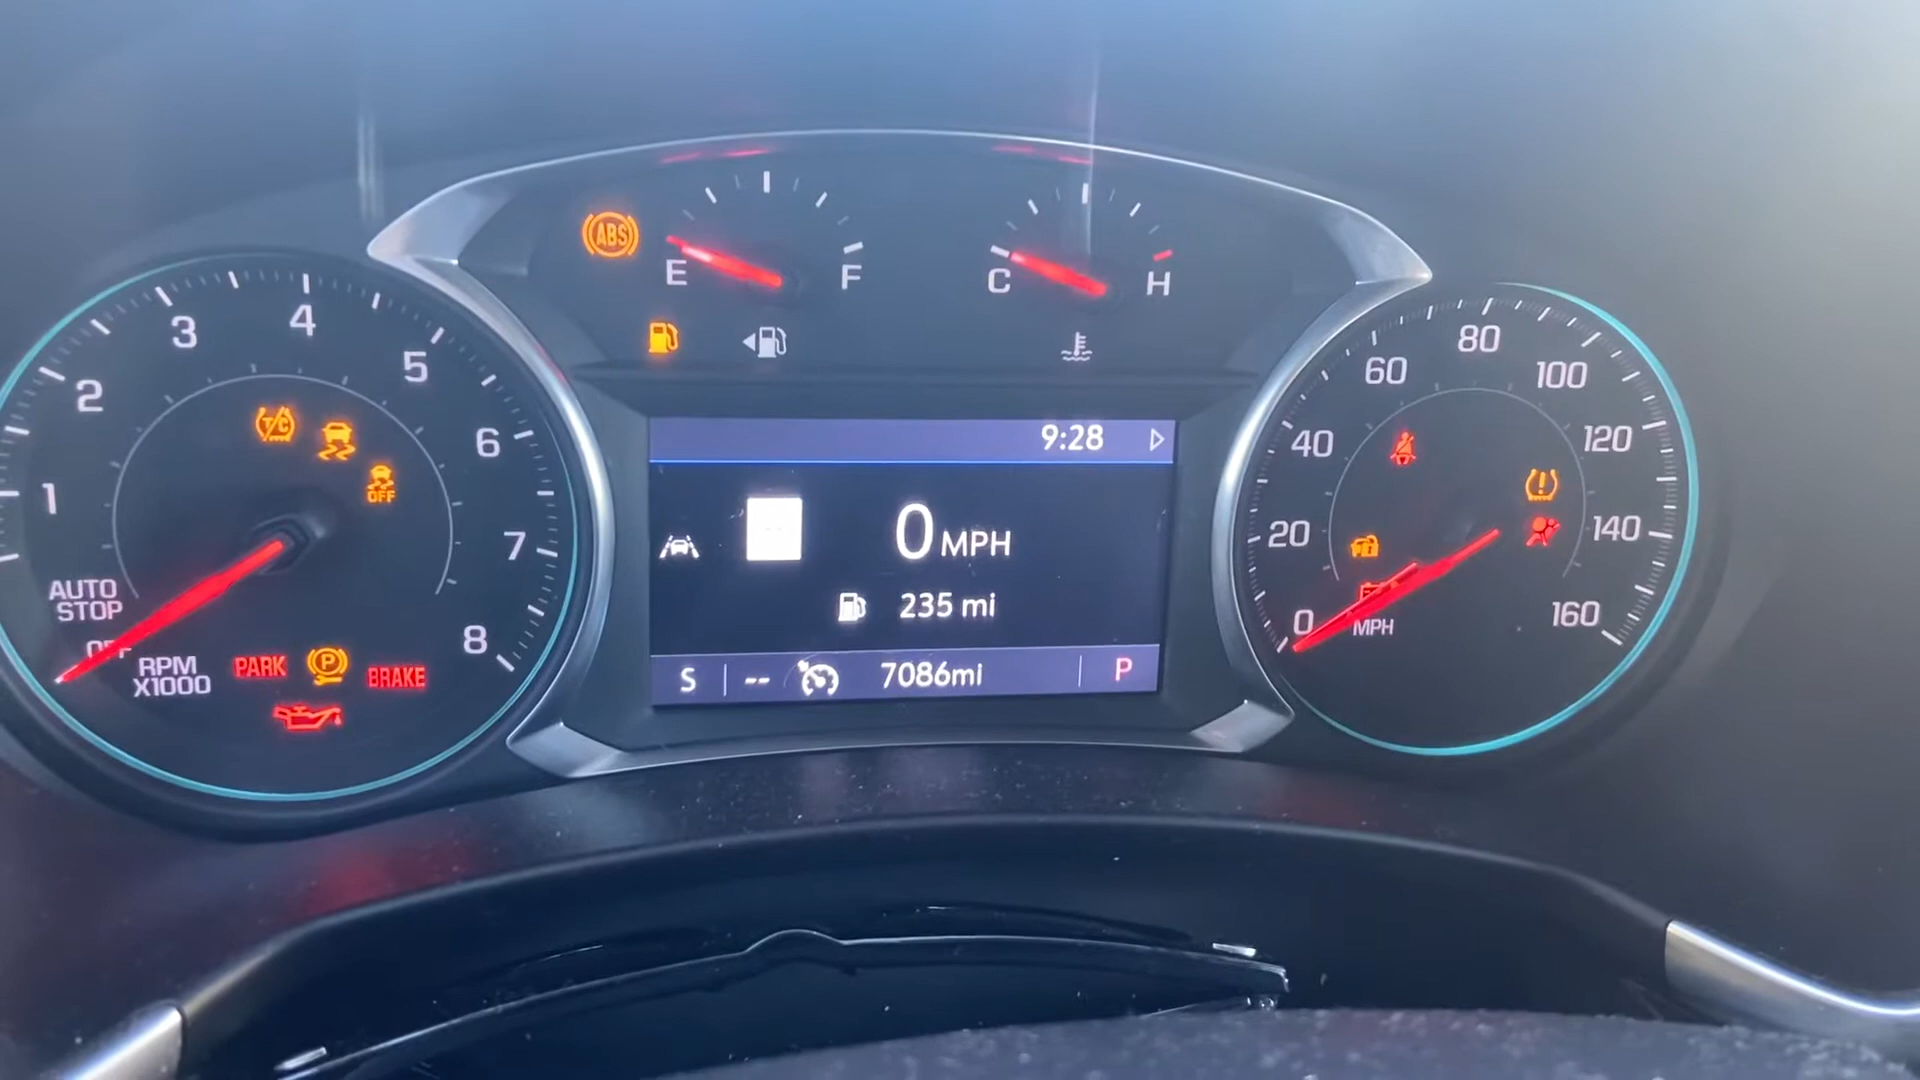 ABS
E
F
C
H
1
2
3
4
5
6
7
8
AUTO
STOP
RPM
X1000
T/C
OFF
PARK
P
BRAKE
9:28
0 MPH
235 mi
S
--
7086mi
P
0
20
40
60
80
100
120
140
160
MPH